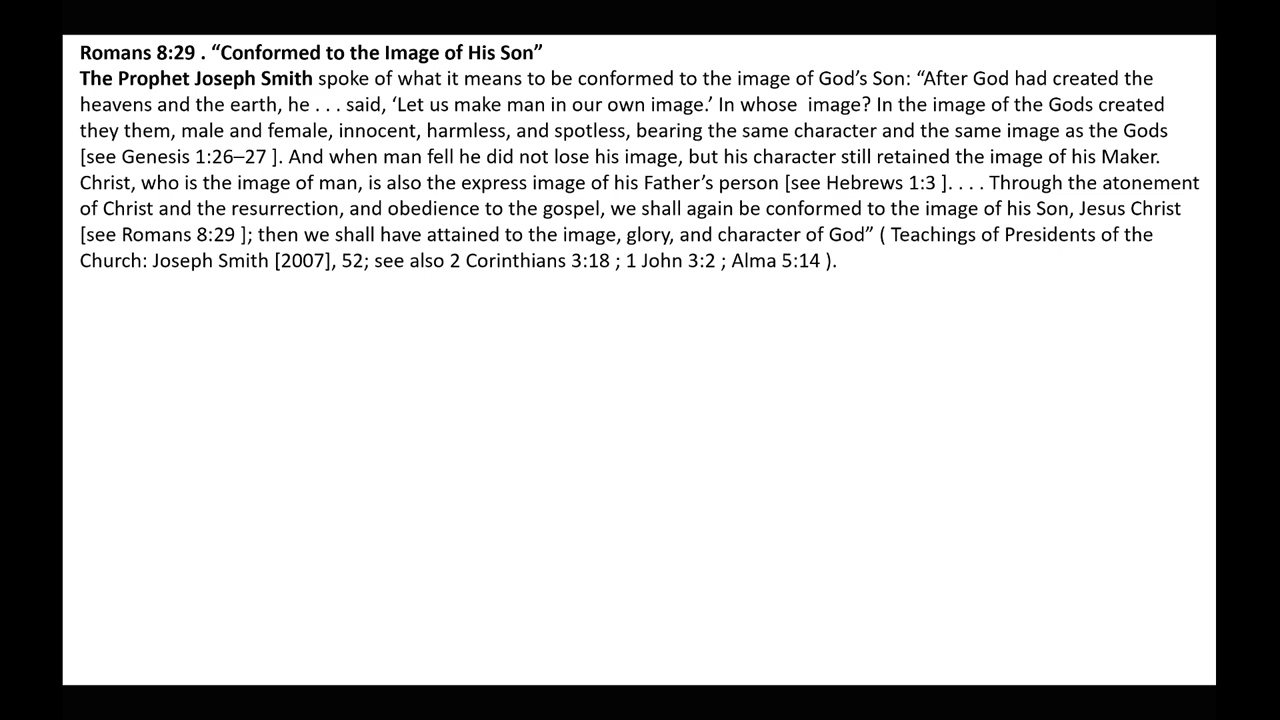 Romans 8:29 . “Conformed to the Image of His Son”
The Prophet Joseph Smith spoke of what it means to be conformed to the image of God’s Son: “After God had created the
heavens and the earth, he . . . said, ‘Let us make man in our own image.’ In whose  image? In the image of the Gods created
they them, male and female, innocent, harmless, and spotless, bearing the same character and the same image as the Gods
[see Genesis 1:26–27 ]. And when man fell he did not lose his image, but his character still retained the image of his Maker.
Christ, who is the image of man, is also the express image of his Father’s person [see Hebrews 1:3 ]. . . . Through the atonement
of Christ and the resurrection, and obedience to the gospel, we shall again be conformed to the image of his Son, Jesus Christ
[see Romans 8:29 ]; then we shall have attained to the image, glory, and character of God” ( Teachings of Presidents of the
Church: Joseph Smith [2007], 52; see also 2 Corinthians 3:18 ; 1 John 3:2 ; Alma 5:14 ).